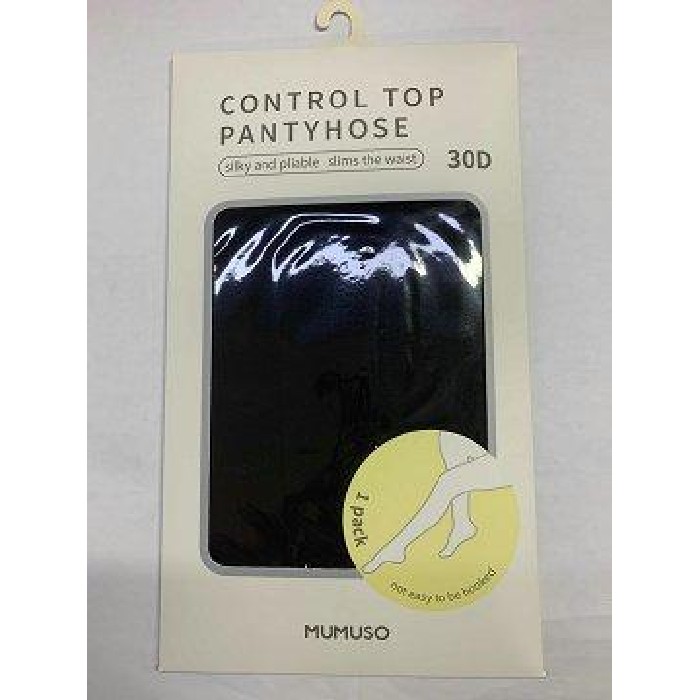 CONTROL TOP
PANTYHOSE
silky and pliable slims the waist
30D
1 pack
not easy to be hooked
MUMUSO